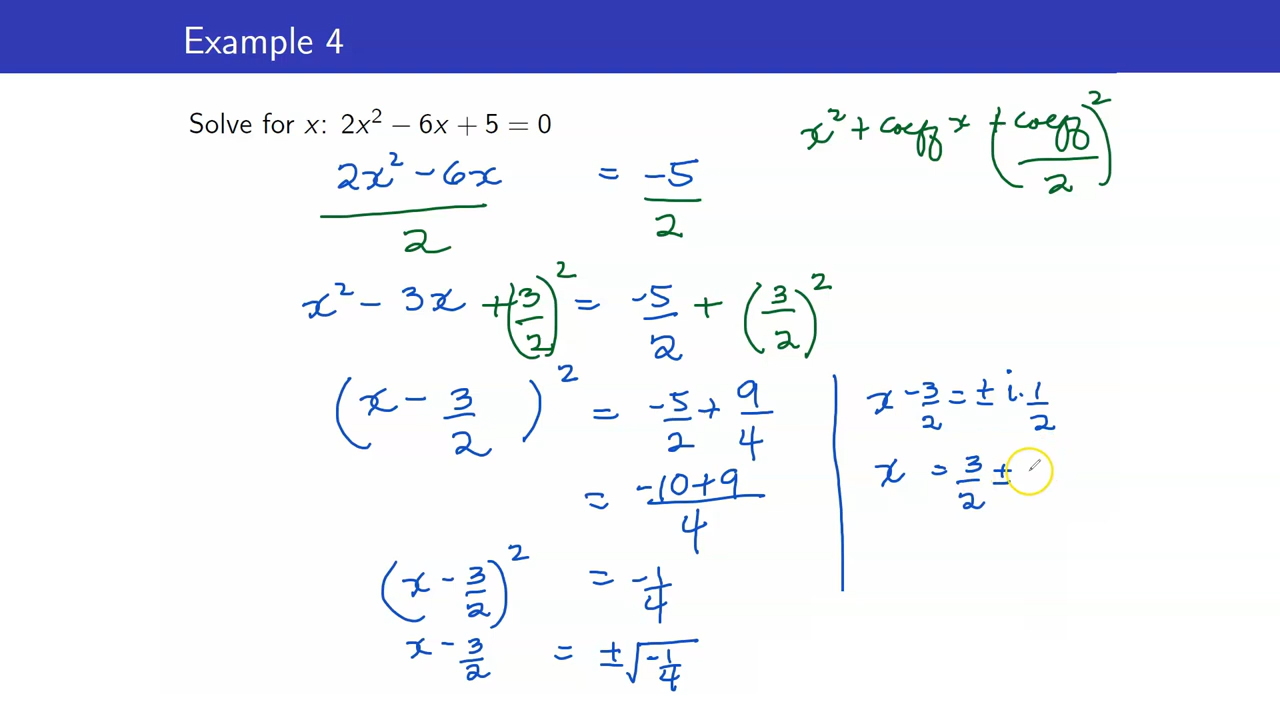 Example 4
Solve for x: 2x² − 6x + 5 = 0
x² + coeff x + (coeff/2)²
(2x² − 6x)/2 = −5/2
x² − 3x + (3/2)² = −5/2 + (3/2)²
(x − 3/2)² = −5/2 + 9/4
= (−10+9)/4
(x − 3/2)² = −1/4
x − 3/2 = ±√(−1/4)
x − 3/2 = ± i · 1/2
x = 3/2 ±